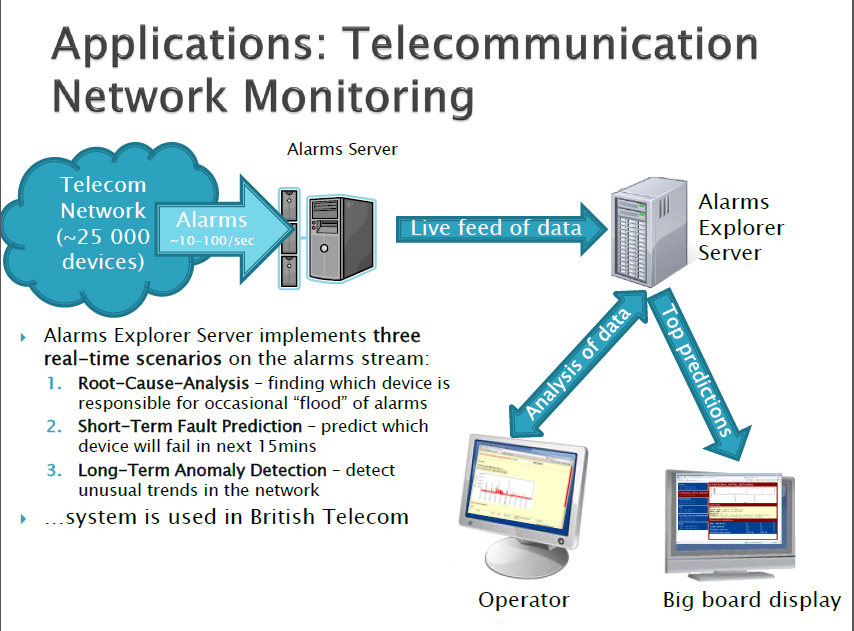 Applications: Telecommunication
Network Monitoring
Alarms Server
Telecom
Network
(~25 000
devices)
Alarms
~10-100/sec
Live feed of data
Alarms
Explorer
Server
Alarms Explorer Server implements three
real-time scenarios on the alarms stream:
1. Root-Cause-Analysis – finding which device is
responsible for occasional “flood” of alarms
2. Short-Term Fault Prediction – predict which
device will fail in next 15mins
3. Long-Term Anomaly Detection – detect
unusual trends in the network
…system is used in British Telecom
Analysis of data
Top predictions
Operator
Big board display